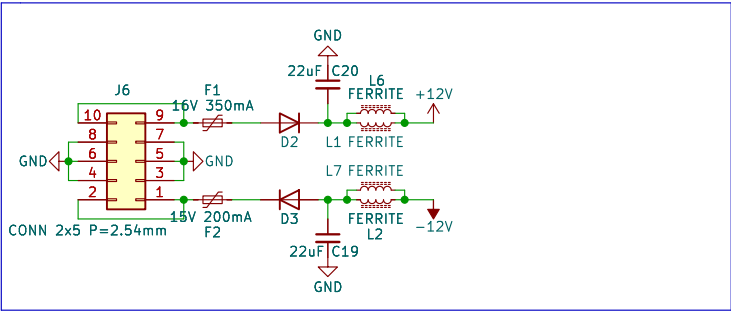 GND
22uF C20
J6
F1
L6
FERRITE
+12V
16V 350mA
10
9
D2
L1 FERRITE
8
7
GND
6
5
GND
4
3
L7 FERRITE
2
1
15V 200mA
D3
FERRITE
CONN 2x5 P=2.54mm
F2
L2
-12V
22uF C19
GND